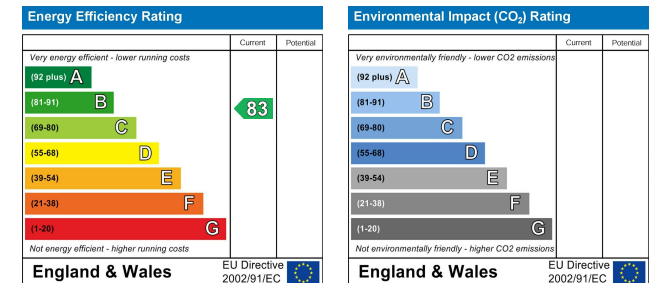 Energy Efficiency Rating
Current Potential
Very energy efficient - lower running costs
(92 plus) A
(81-91) B
83
(69-80) C
(55-68) D
(39-54) E
(21-38) F
(1-20) G
Not energy efficient - higher running costs
England & Wales
EU Directive
2002/91/EC
Environmental Impact (CO2) Rating
Current Potential
Very environmentally friendly - lower CO2 emissions
(92 plus) A
(81-91) B
(69-80) C
(55-68) D
(39-54) E
(21-38) F
(1-20) G
Not environmentally friendly - higher CO2 emissions
England & Wales
EU Directive
2002/91/EC